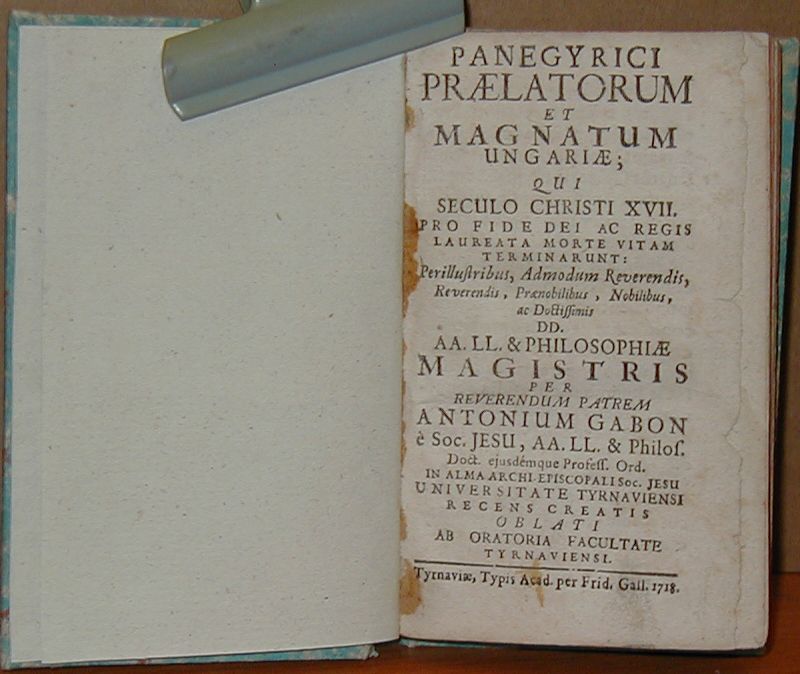 PANEGYRICI
PRÆLATORUM
ET
MAGNATUM
UNGARIÆ;
QUI
SECULO CHRISTI XVII.
PRO FIDE DEI AC REGIS
LAUREATA MORTE VITAM
TERMINARUNT:
Perilluſtribus, Admodum Reverendis,
Reverendis, Prænobilibus, Nobilibus,
ac Doctiſſimis
DD.
AA. LL. & PHILOSOPHIÆ
MAGISTRIS
PER
REVERENDUM PATREM
ANTONIUM GABON
è Soc. JESU, AA. LL. & Philoſ.
Doct. ejusdémque Profeſſ. Ord.
IN ALMA ARCHI-EPISCOPALI Soc. JESU
UNIVERSITATE TYRNAVIENSI
RECENS CREATIS
OBLATI
AB ORATORIA FACULTATE
TYRNAVIENSI.
Tyrnaviæ, Typis Acad. per Frid. Gall. 1718.